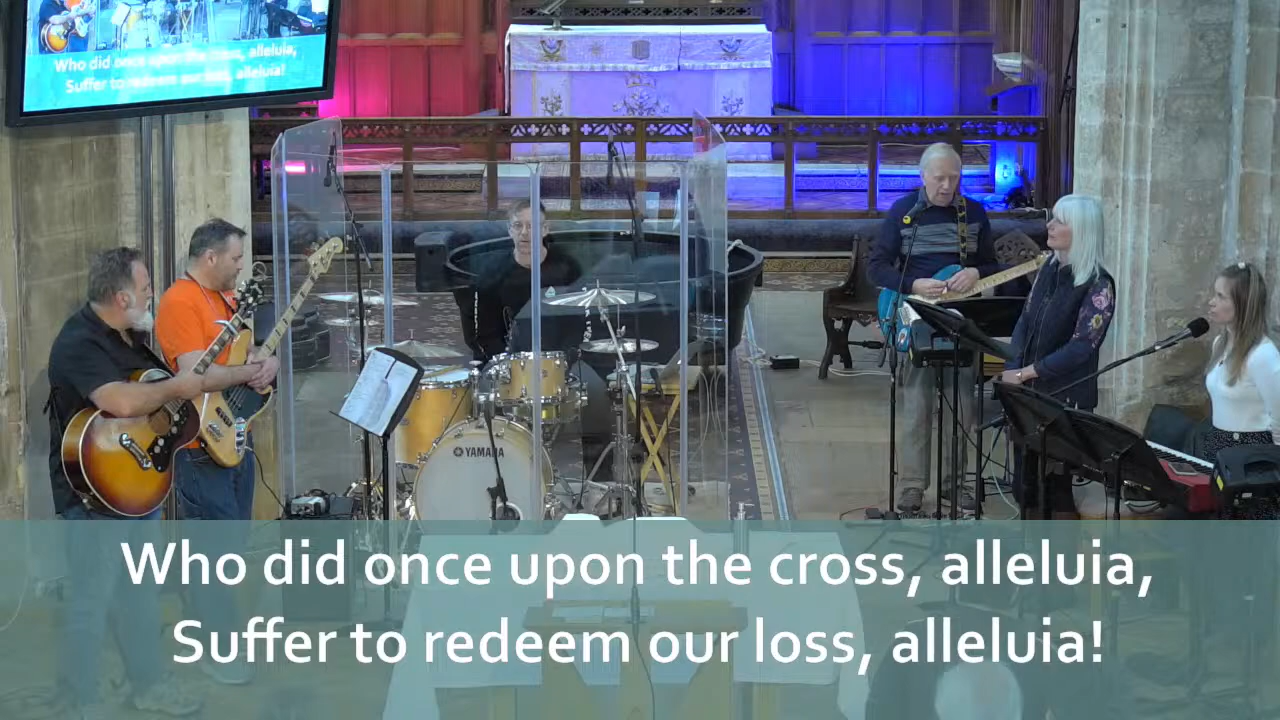 Who did once upon the cross, alleluia,
Suffer to redeem our loss, alleluia!
YAMAHA
Who did once upon the cross, alleluia,
Suffer to redeem our loss, alleluia!